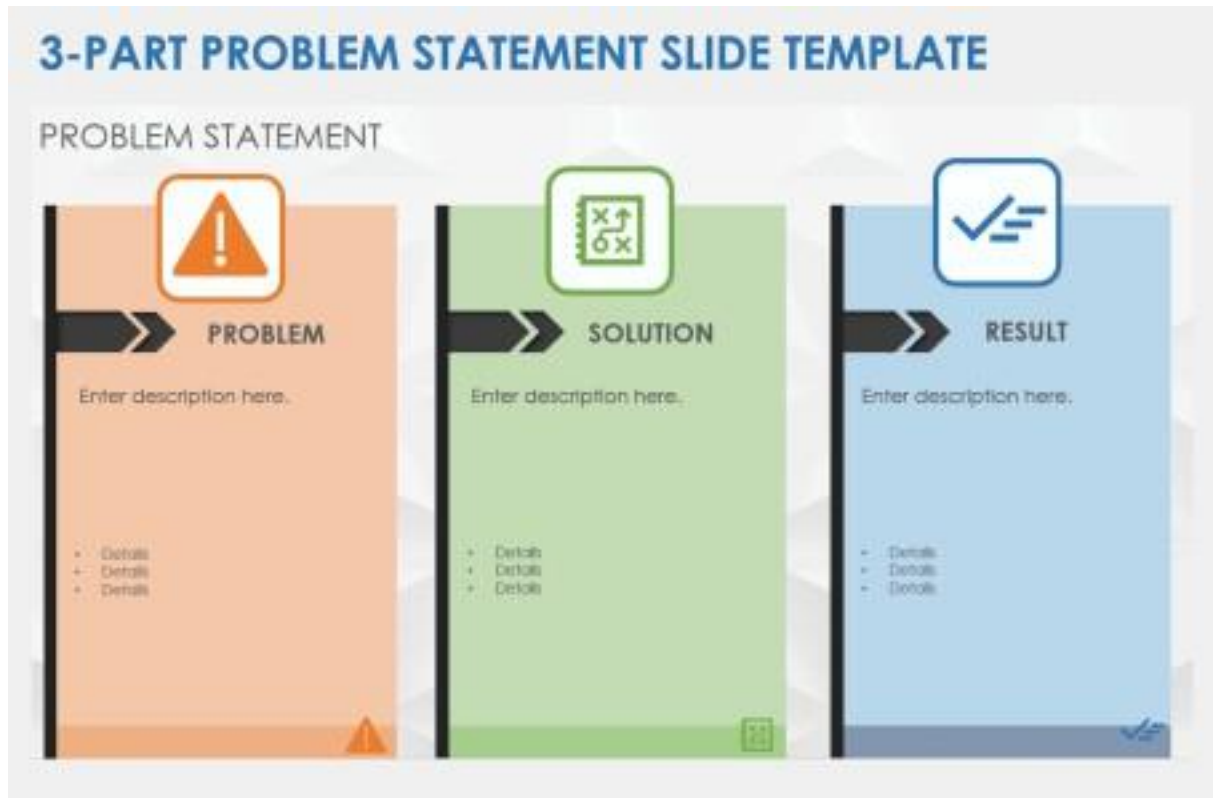 3-PART PROBLEM STATEMENT SLIDE TEMPLATE
PROBLEM STATEMENT
PROBLEM
Enter description here.
• Details
• Details
• Details
SOLUTION
Enter description here.
• Details
• Details
• Details
RESULT
Enter description here.
• Details
• Details
• Details